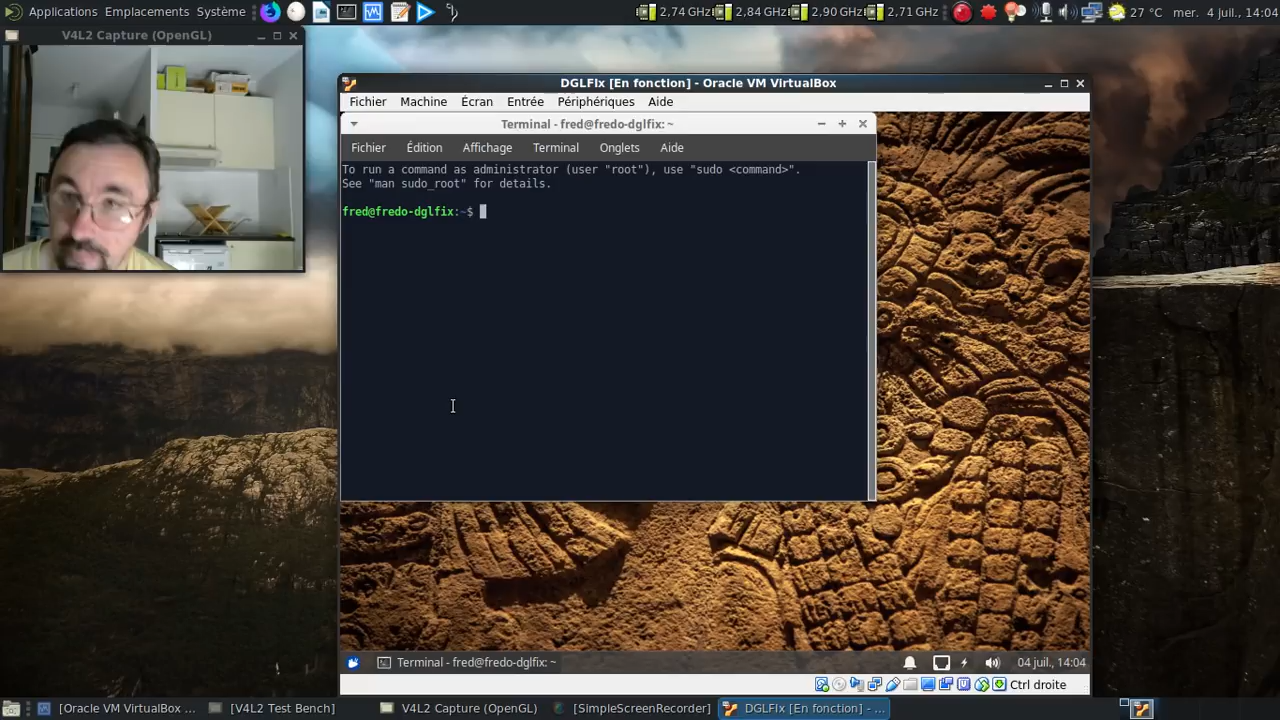 Applications Emplacements Système
2,74 GHz 2,84 GHz 2,90 GHz 2,71 GHz 27 °C mer. 4 juil., 14:04
V4L2 Capture (OpenGL)
DGLFIx [En fonction] - Oracle VM VirtualBox
Fichier Machine Écran Entrée Périphériques Aide
Terminal - fred@fredo-dglfix: ~
Fichier Édition Affichage Terminal Onglets Aide
To run a command as administrator (user "root"), use "sudo <command>".
See "man sudo_root" for details.
fred@fredo-dglfix:~$
Terminal - fred@fredo-dglfix: ~
04 juil., 14:04
Ctrl droite
[Oracle VM VirtualBox ... [V4L2 Test Bench] V4L2 Capture (OpenGL) [SimpleScreenRecorder] DGLFIx [En fonction] - ...